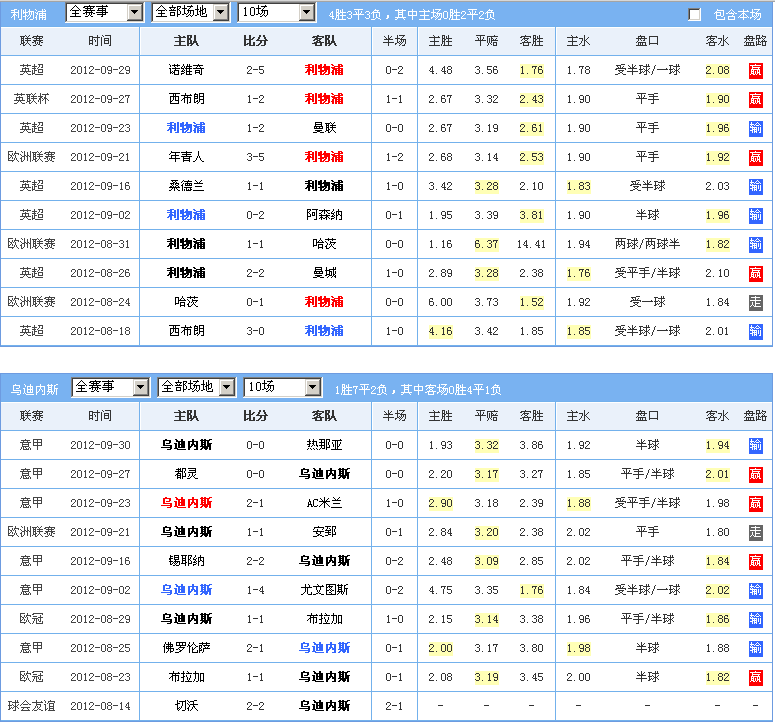 利物浦 全赛事 全部场地 10场 4胜3平3负，其中主场0胜2平2负 包含本场
联赛 时间 主队 比分 客队 半场 主胜 平赔 客胜 主水 盘口 客水 盘路
英超 2012-09-29 诺维奇 2-5 利物浦 0-2 4.48 3.56 1.76 1.78 受半球/一球 2.08 赢
英联杯 2012-09-27 西布朗 1-2 利物浦 1-1 2.67 3.32 2.43 1.90 平手 1.90 赢
英超 2012-09-23 利物浦 1-2 曼联 0-0 2.67 3.19 2.61 1.90 平手 1.96 输
欧洲联赛 2012-09-21 年青人 3-5 利物浦 1-2 2.68 3.14 2.53 1.90 平手 1.92 赢
英超 2012-09-16 桑德兰 1-1 利物浦 1-0 3.42 3.28 2.10 1.83 受半球 2.03 输
英超 2012-09-02 利物浦 0-2 阿森纳 0-1 1.95 3.39 3.81 1.90 半球 1.96 输
欧洲联赛 2012-08-31 利物浦 1-1 哈茨 0-0 1.16 6.37 14.41 1.94 两球/两球半 1.82 输
英超 2012-08-26 利物浦 2-2 曼城 1-0 2.89 3.28 2.38 1.76 受平手/半球 2.10 赢
欧洲联赛 2012-08-24 哈茨 0-1 利物浦 0-0 6.00 3.73 1.52 1.92 受一球 1.84 走
英超 2012-08-18 西布朗 3-0 利物浦 1-0 4.16 3.42 1.85 1.85 受半球/一球 2.01 输
乌迪内斯 全赛事 全部场地 10场 1胜7平2负，其中客场0胜4平1负
联赛 时间 主队 比分 客队 半场 主胜 平赔 客胜 主水 盘口 客水 盘路
意甲 2012-09-30 乌迪内斯 0-0 热那亚 0-0 1.93 3.32 3.86 1.92 半球 1.94 输
意甲 2012-09-27 都灵 0-0 乌迪内斯 0-0 2.20 3.17 3.27 1.85 平手/半球 2.01 赢
意甲 2012-09-23 乌迪内斯 2-1 AC米兰 1-0 2.90 3.18 2.39 1.88 受平手/半球 1.98 赢
欧洲联赛 2012-09-21 乌迪内斯 1-1 安郅 0-1 2.84 3.20 2.38 2.02 平手 1.80 走
意甲 2012-09-16 锡耶纳 2-2 乌迪内斯 0-2 2.48 3.09 2.85 2.02 平手/半球 1.84 赢
意甲 2012-09-02 乌迪内斯 1-4 尤文图斯 0-2 4.75 3.35 1.76 1.84 受半球/一球 2.02 输
欧冠 2012-08-29 乌迪内斯 1-1 布拉加 1-0 2.15 3.14 3.38 1.96 平手/半球 1.86 输
意甲 2012-08-25 佛罗伦萨 2-1 乌迪内斯 0-1 2.00 3.17 3.80 1.98 半球 1.88 输
欧冠 2012-08-23 布拉加 1-1 乌迪内斯 0-1 2.08 3.19 3.45 2.00 半球 1.82 赢
球会友谊 2012-08-14 切沃 2-2 乌迪内斯 2-1 - - - - - - -